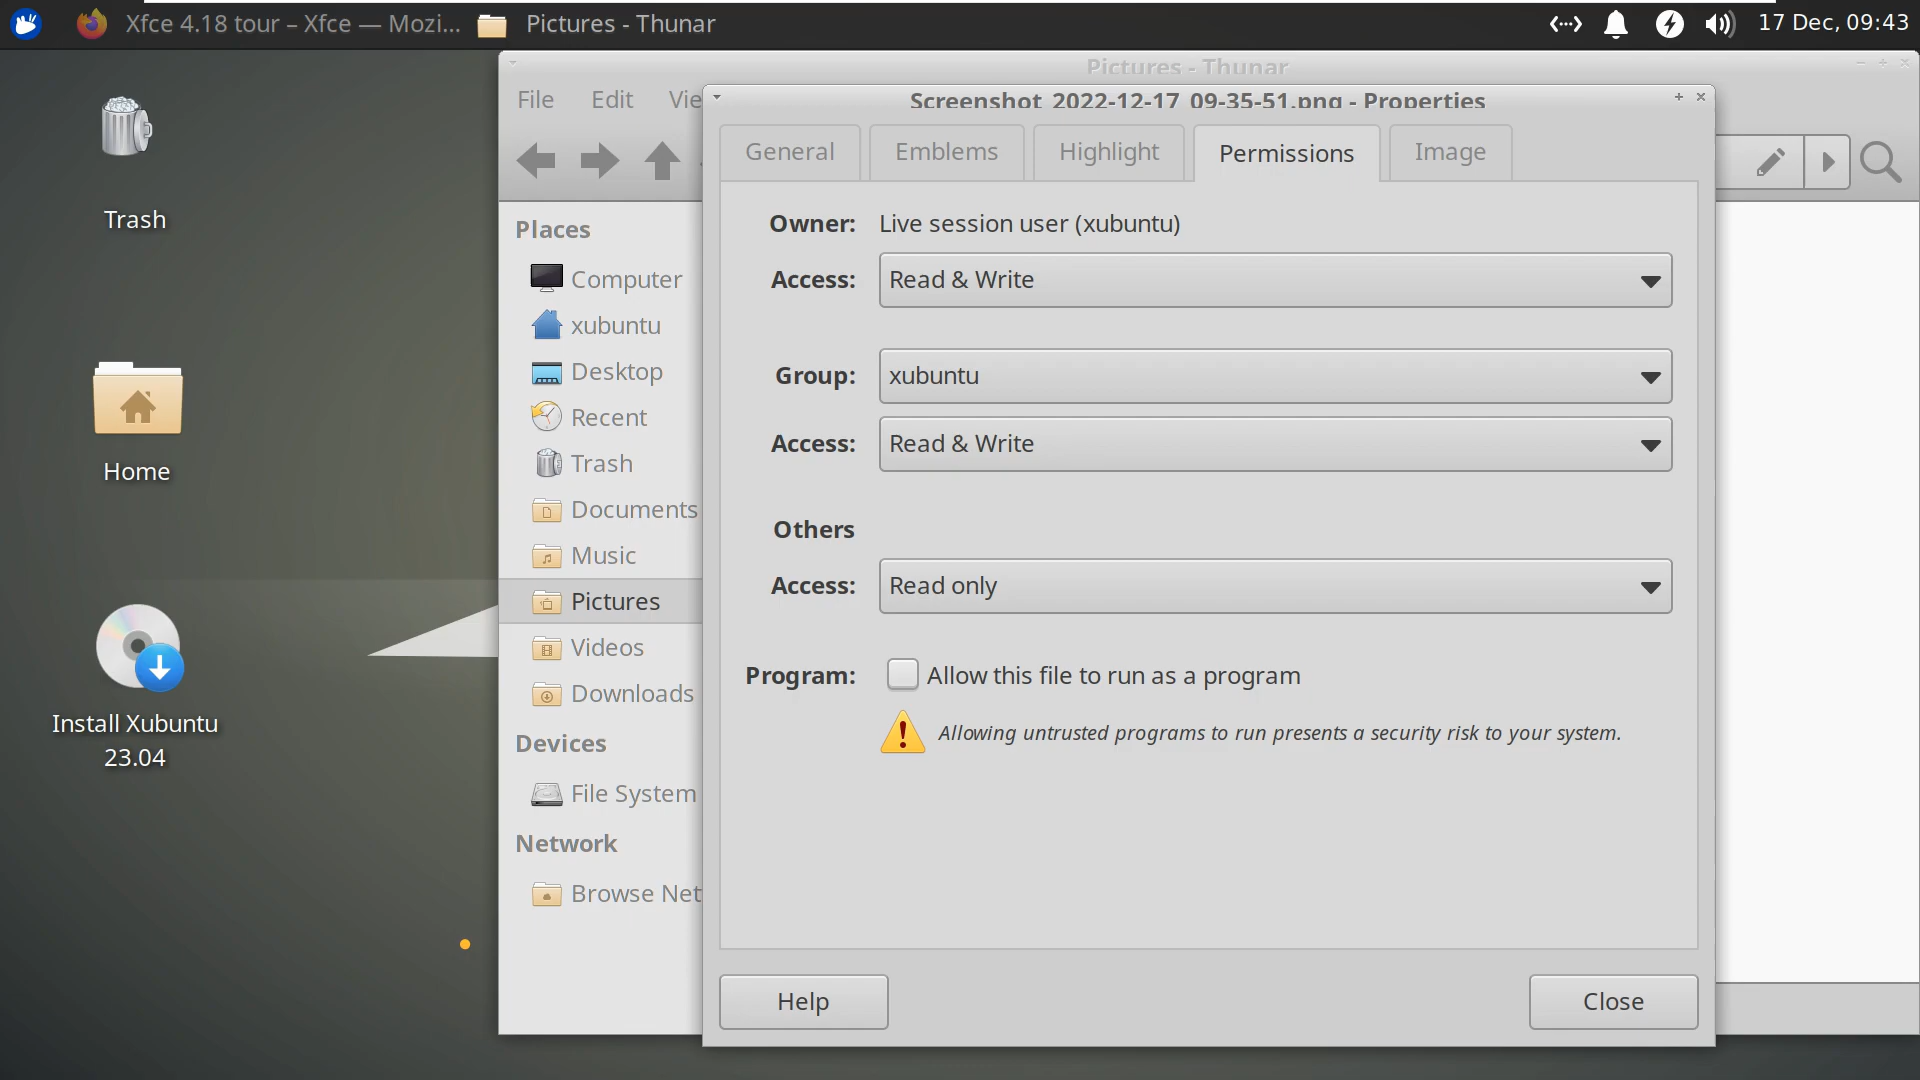 Xfce 4.18 tour – Xfce — Mozi...
Pictures - Thunar
17 Dec, 09:43
Trash
Home
Install Xubuntu
23.04
Pictures - Thunar
File Edit Vie
Places
Computer
xubuntu
Desktop
Recent
Trash
Documents
Music
Pictures
Videos
Downloads
Devices
File System
Network
Browse Net
Screenshot_2022-12-17_09-35-51.png - Properties
General Emblems Highlight Permissions Image
Owner: Live session user (xubuntu)
Access: Read & Write
Group: xubuntu
Access: Read & Write
Others
Access: Read only
Program: Allow this file to run as a program
Allowing untrusted programs to run presents a security risk to your system.
Help Close